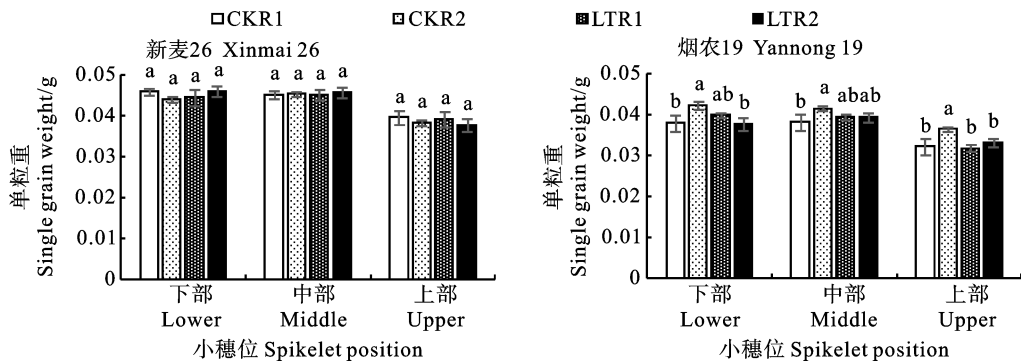 CKR1 CKR2 LTR1 LTR2
新麦26 Xinmai 26
单粒重
Single grain weight/g
0.05
0.04
0.03
0.02
0.01
0
a a a a
a a a a
a a a a
下部 中部 上部
Lower Middle Upper
小穗位 Spikelet position
烟农19 Yannong 19
单粒重
Single grain weight/g
0.05
0.04
0.03
0.02
0.01
0
b a ab b
b a ab ab
b a b b
下部 中部 上部
Lower Middle Upper
小穗位 Spikelet position